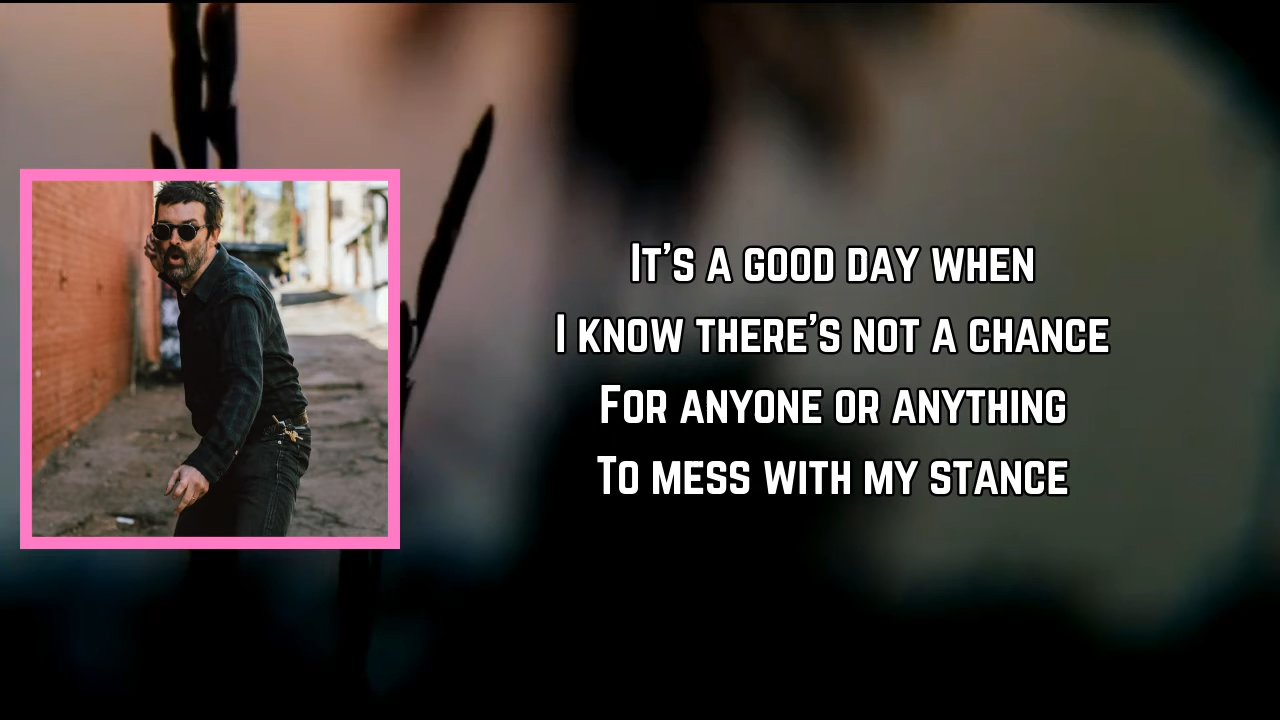 It's a good day when
I know there's not a chance
For anyone or anything
To mess with my stance